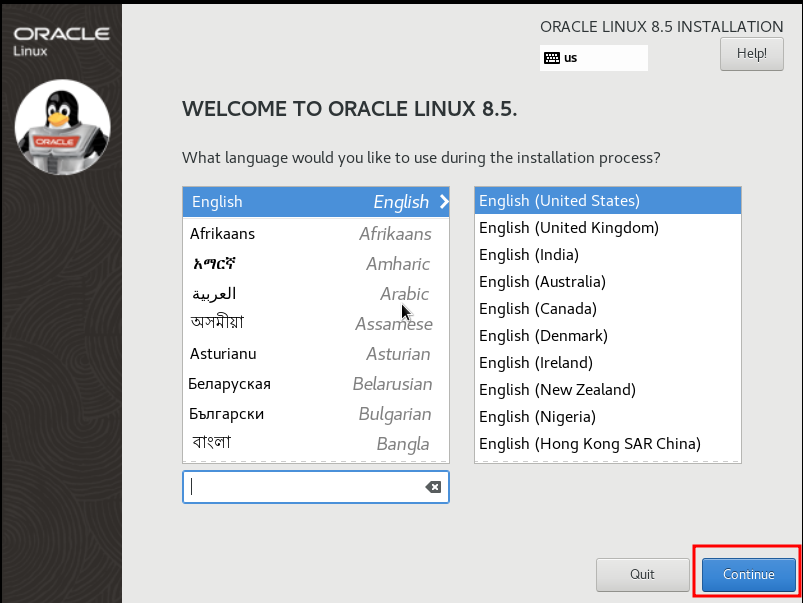 ORACLE
Linux
ORACLE
ORACLE LINUX 8.5 INSTALLATION
us
Help!
WELCOME TO ORACLE LINUX 8.5.
What language would you like to use during the installation process?
English English
Afrikaans Afrikaans
አማርኛ Amharic
العربية Arabic
অসমীয়া Assamese
Asturianu Asturian
Беларуская Belarusian
Български Bulgarian
বাংলা Bangla
English (United States)
English (United Kingdom)
English (India)
English (Australia)
English (Canada)
English (Denmark)
English (Ireland)
English (New Zealand)
English (Nigeria)
English (Hong Kong SAR China)
Quit
Continue